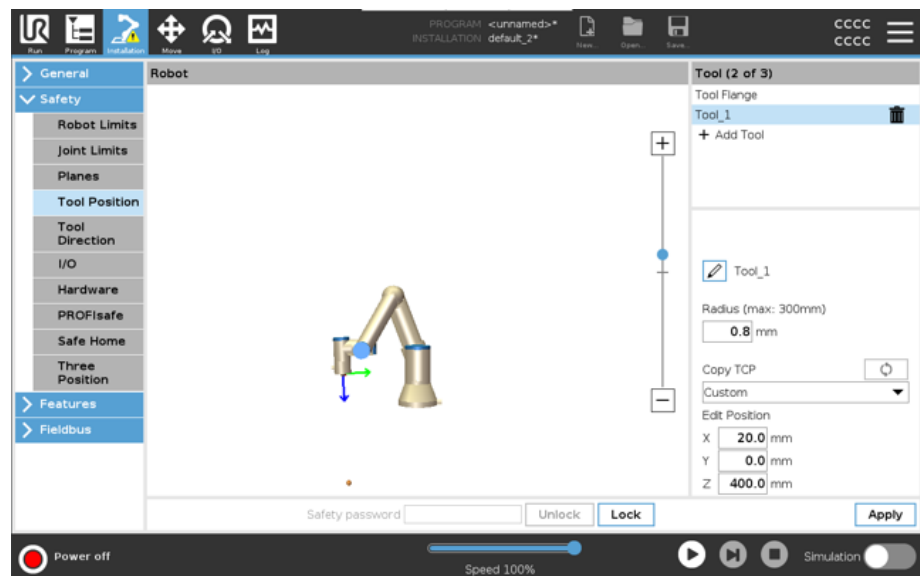 UR
Run
Program
Installation
Move
I/O
Log
PROGRAM <unnamed>*
INSTALLATION default_2*
New...
Open...
Save...
cccc
cccc
General
Safety
Robot Limits
Joint Limits
Planes
Tool Position
Tool
Direction
I/O
Hardware
PROFIsafe
Safe Home
Three
Position
Features
Fieldbus
Robot
+
−
Tool (2 of 3)
Tool Flange
Tool_1
+ Add Tool
Tool_1
Radius (max: 300mm)
0.8 mm
Copy TCP
Custom
Edit Position
X 20.0 mm
Y 0.0 mm
Z 400.0 mm
Safety password
Unlock
Lock
Apply
Power off
Speed 100%
Simulation